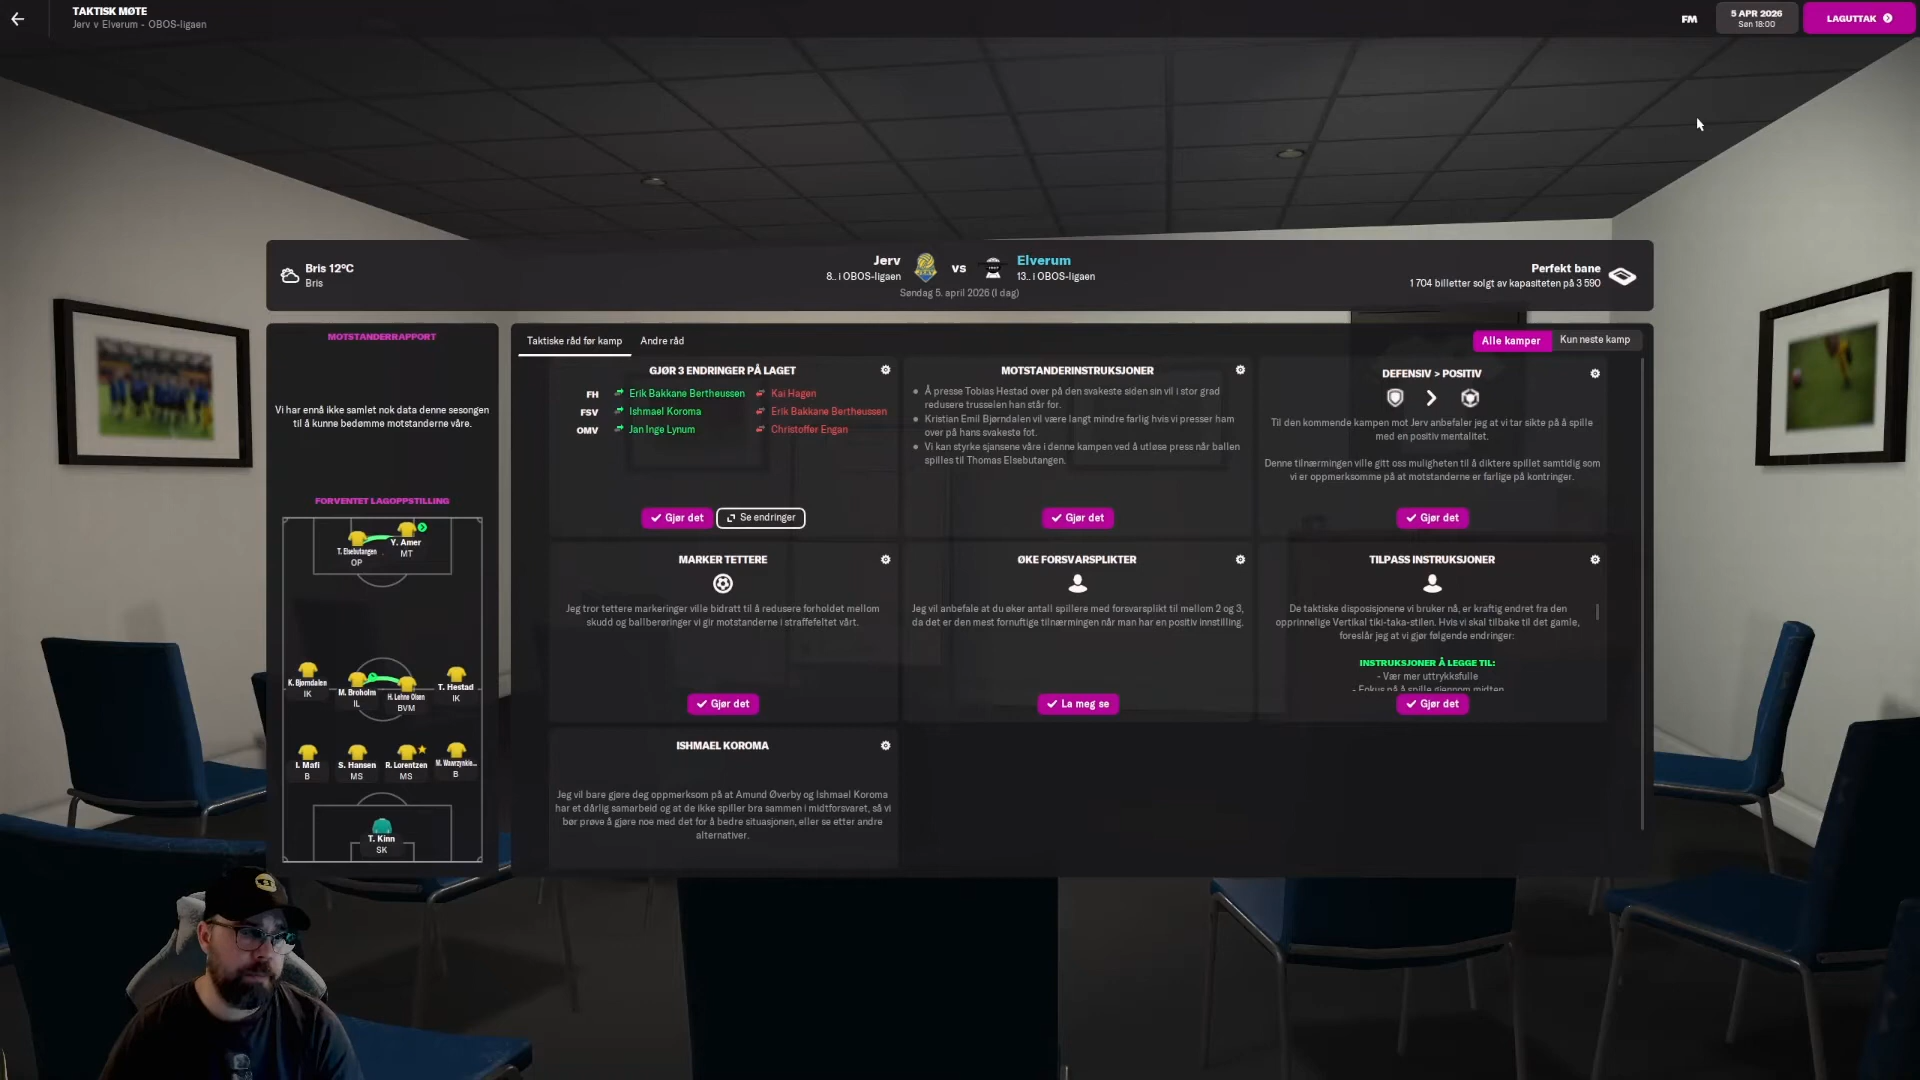 TAKTISK MØTE
Jerv v Elverum - OBOS-ligaen
FM
5 APR 2026
Søn 18:00
LAGUTTAK
Bris 12°C
Bris
Jerv
8.. i OBOS-ligaen
vs
Elverum
13.. i OBOS-ligaen
Søndag 5. april 2026 (I dag)
Perfekt bane
1 704 billetter solgt av kapasiteten på 3 590
MOTSTANDERRAPPORT
Vi har ennå ikke samlet nok data denne sesongen
til å kunne bedømme motstanderne våre.
FORVENTET LAGOPPSTILLING
T. Elsebutangen
OP
Y. Amer
MT
K. Bjørndalen
IK
M. Broholm
IL
H. Lehne Olsen
BVM
T. Hestad
IK
I. Mafi
B
S. Hansen
MS
R. Lorentzen
MS
M. Wawrzynkie...
B
T. Kinn
SK
Taktiske råd før kamp
Andre råd
Alle kamper
Kun neste kamp
GJØR 3 ENDRINGER PÅ LAGET
FH Erik Bakkane Bertheussen Kai Hagen
FSV Ishmael Koroma Erik Bakkane Bertheussen
OMV Jan Inge Lynum Christoffer Engan
Gjør det
Se endringer
MOTSTANDERINSTRUKSJONER
Å presse Tobias Hestad over på den svakeste siden sin vil i stor grad
redusere trusselen han står for.
Kristian Emil Bjørndalen vil være langt mindre farlig hvis vi presser ham
over på hans svakeste fot.
Vi kan styrke sjansene våre i denne kampen ved å utløse press når ballen
spilles til Thomas Elsebutangen.
Gjør det
DEFENSIV > POSITIV
Til den kommende kampen mot Jerv anbefaler jeg at vi tar sikte på å spille
med en positiv mentalitet.
Denne tilnærmingen ville gitt oss muligheten til å diktere spillet samtidig som
vi er oppmerksomme på at motstanderne er farlige på kontringer.
Gjør det
MARKER TETTERE
Jeg tror tettere markeringer ville bidratt til å redusere forholdet mellom
skudd og ballberøringer vi gir motstanderne i straffefeltet vårt.
Gjør det
ØKE FORSVARSPLIKTER
Jeg vil anbefale at du øker antall spillere med forsvarsplikt til mellom 2 og 3,
da det er den mest fornuftige tilnærmingen når man har en positiv innstilling.
La meg se
TILPASS INSTRUKSJONER
De taktiske disposisjonene vi bruker nå, er kraftig endret fra den
opprinnelige Vertikal tiki-taka-stilen. Hvis vi skal tilbake til det gamle,
foreslår jeg at vi gjør følgende endringer:
INSTRUKSJONER Å LEGGE TIL:
- Vær mer uttrykksfulle
- Fokus på å spille gjennom midten
Gjør det
ISHMAEL KOROMA
Jeg vil bare gjøre deg oppmerksom på at Amund Øverby og Ishmael Koroma
har et dårlig samarbeid og at de ikke spiller bra sammen i midtforsvaret, så vi
bør prøve å gjøre noe med det for å bedre situasjonen, eller se etter andre
alternativer.